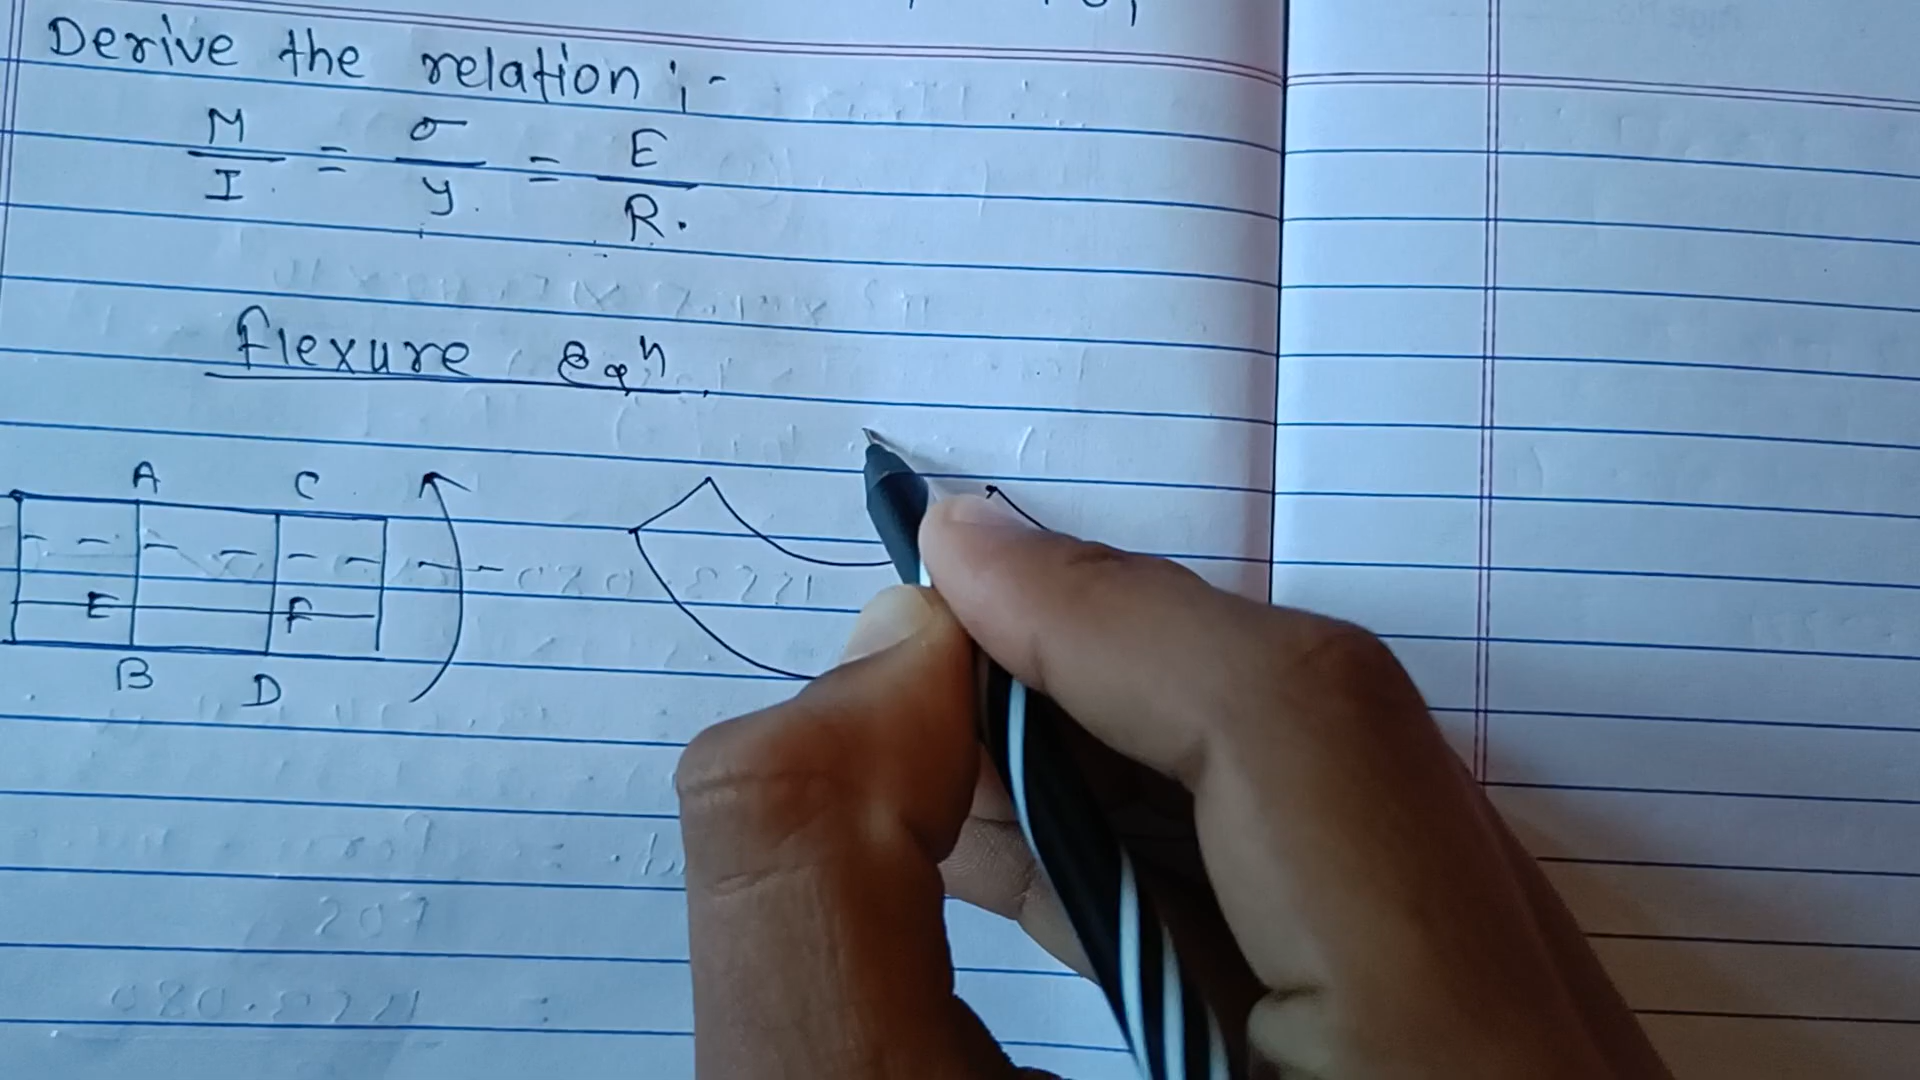 Derive the relation ;-
M/I = σ/y = E/R.
flexure eqn
A C
E F
B D